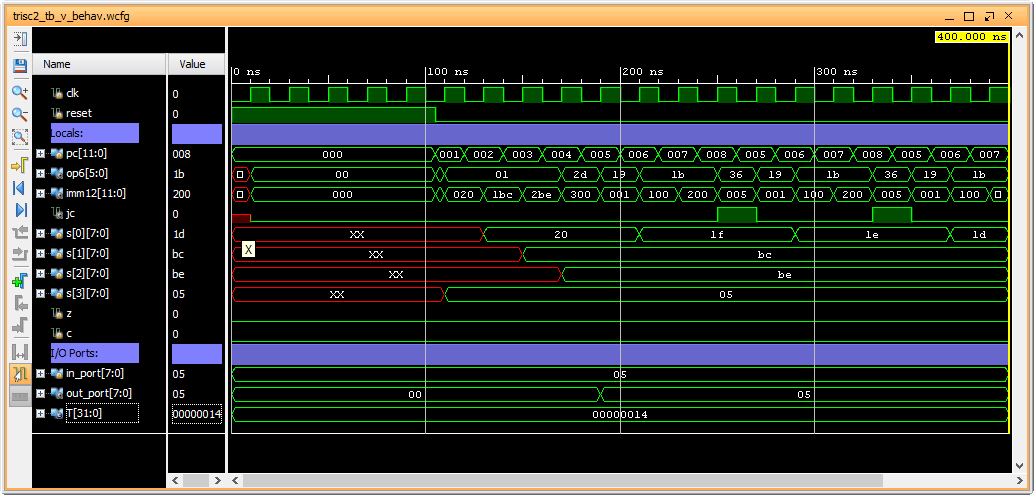 trisc2_tb_v_behav.wcfg
400.000 ns
Name Value
0 ns 100 ns 200 ns 300 ns
clk 0
reset 0
Locals:
pc[11:0] 008 000 001 002 003 004 005 006 007 008 005 006 007 008 005 006 007
op6[5:0] 1b 00 01 2d 19 1b 36 19 1b 36 19 1b
imm12[11:0] 200 000 020 1bc 2be 300 001 100 200 005 001 100 200 005 001 100
jc 0
s[0][7:0] 1d XX 20 1f 1e 1d
X
s[1][7:0] bc XX bc
s[2][7:0] be XX be
s[3][7:0] 05 XX 05
z 0
c 0
I/O Ports:
in_port[7:0] 05 05
out_port[7:0] 05 00 05
T[31:0] 00000014 00000014